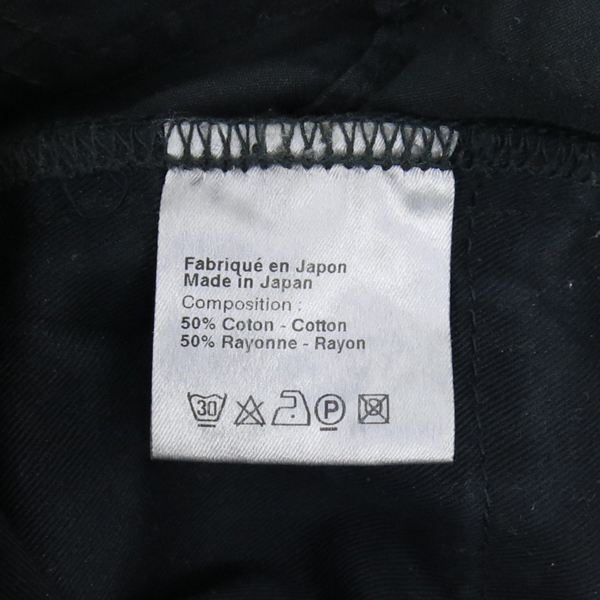 Fabriqué en Japon
Made in Japan
Composition :
50% Coton - Cotton
50% Rayonne - Rayon
30 P